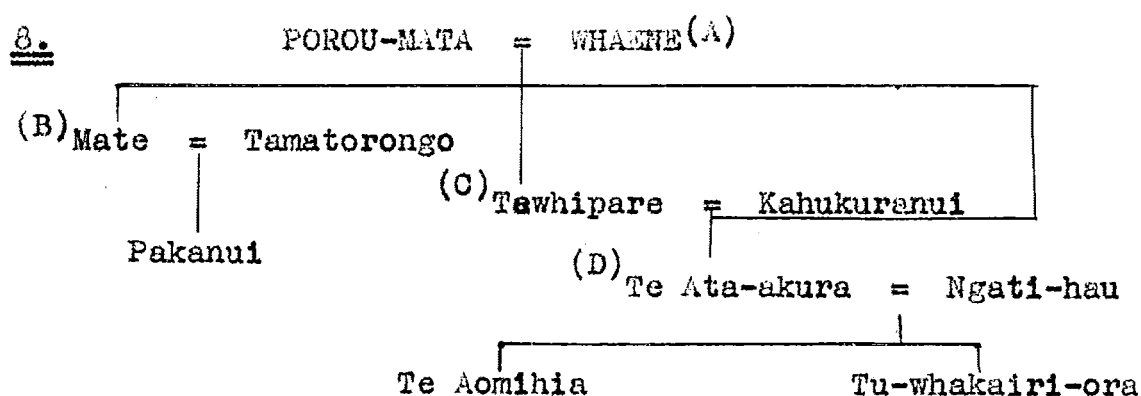 8. POROU-MATA = WHAENE (A)
(B) Mate = Tamatorongo
(C) Tawhipare = Kahukuranui
Pakanui
(D) Te Ata-akura = Ngati-hau
Te Aomihia Tu-whakairi-ora